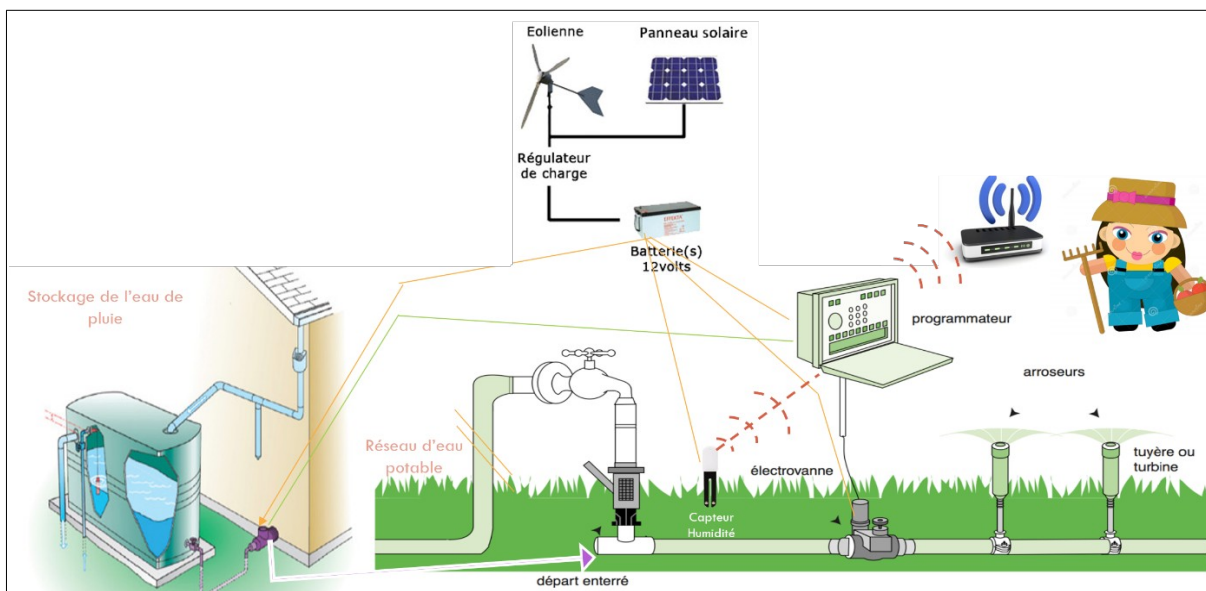 Eolienne
Panneau solaire
Régulateur
de charge
Batterie(s)
12volts
Stockage de l'eau de
pluie
programmateur
arroseurs
Réseau d'eau
potable
électrovanne
tuyère ou
turbine
Capteur
Humidité
départ enterré